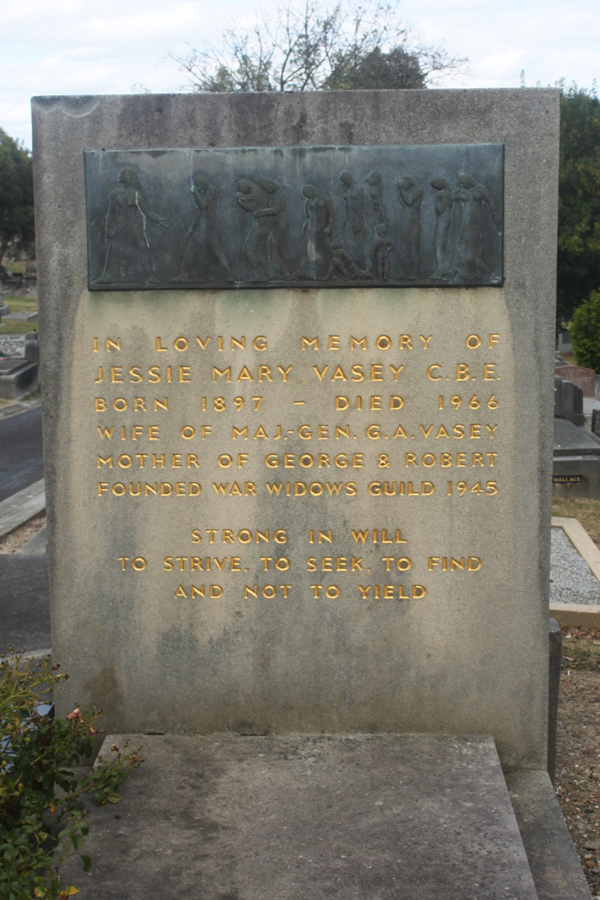 IN LOVING MEMORY OF
JESSIE MARY VASEY C.B.E.
BORN 1897 – DIED 1966
WIFE OF MAJ.-GEN. G.A. VASEY
MOTHER OF GEORGE & ROBERT
FOUNDED WAR WIDOWS GUILD 1945
STRONG IN WILL
TO STRIVE, TO SEEK, TO FIND
AND NOT TO YIELD
WALLACE